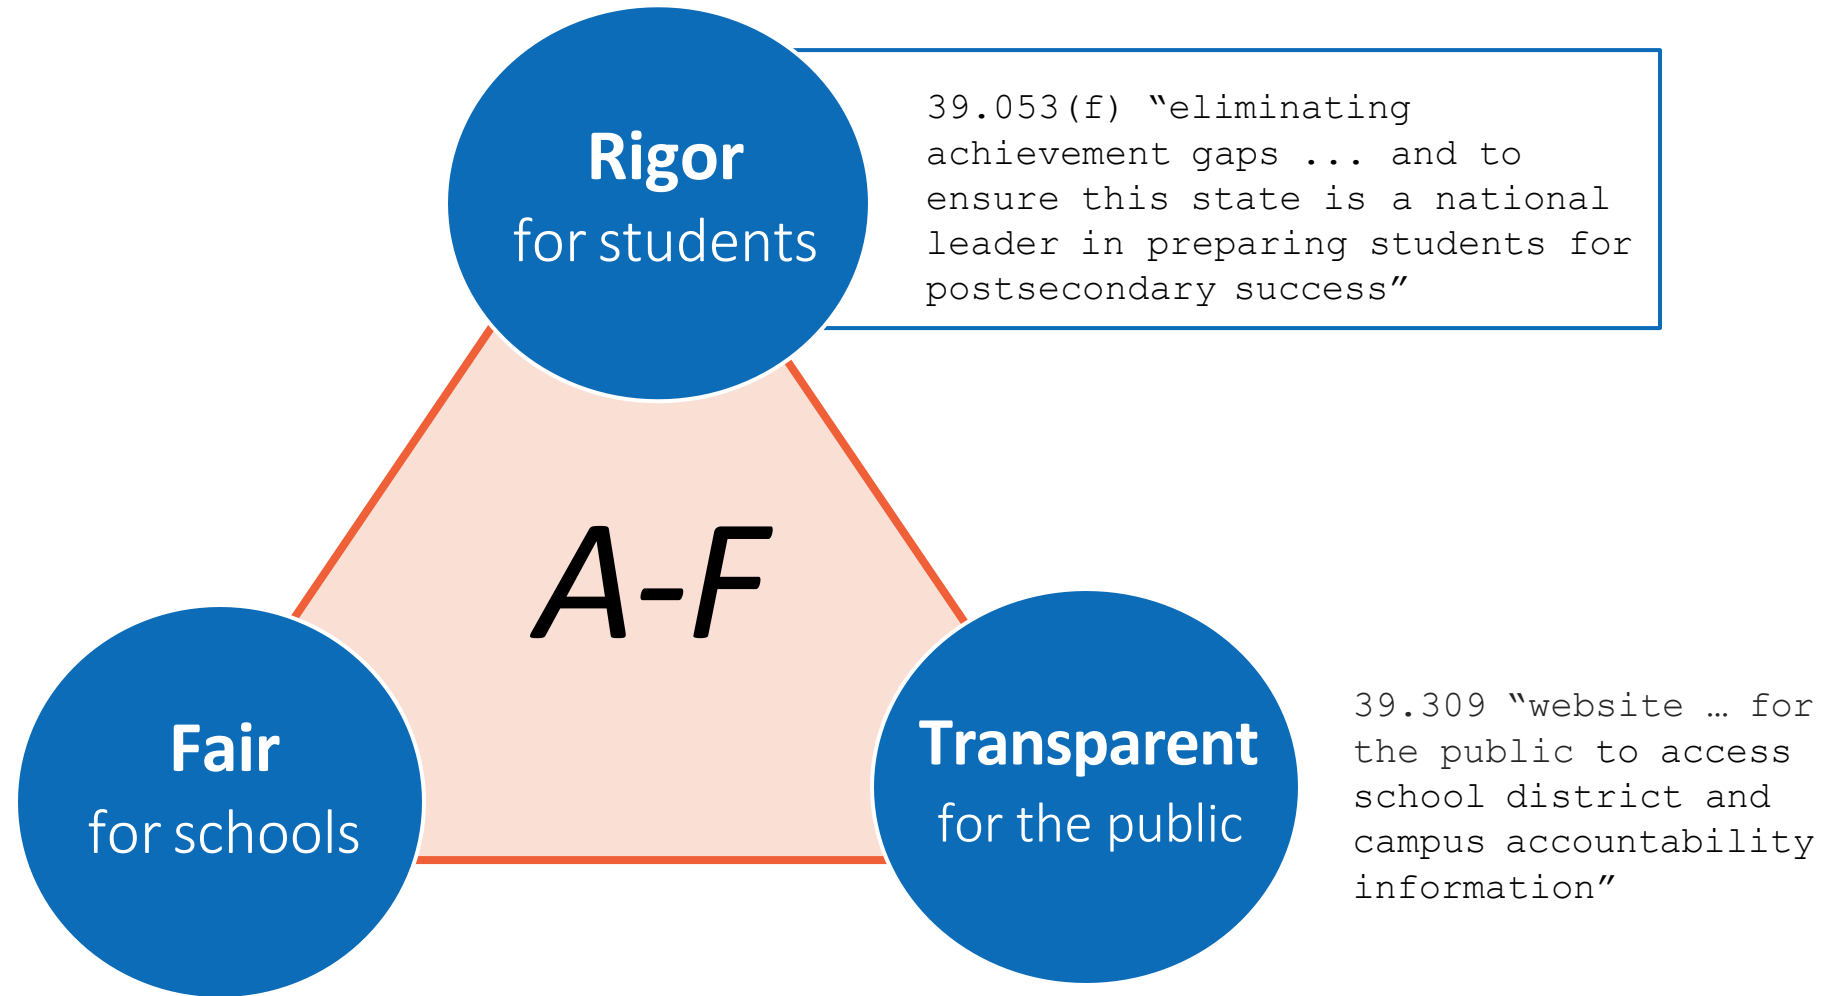 Rigor
for students
39.053(f) “eliminating
achievement gaps ... and to
ensure this state is a national
leader in preparing students for
postsecondary success”
A-F
Fair
for schools
Transparent
for the public
39.309 “website … for
the public to access
school district and
campus accountability
information”